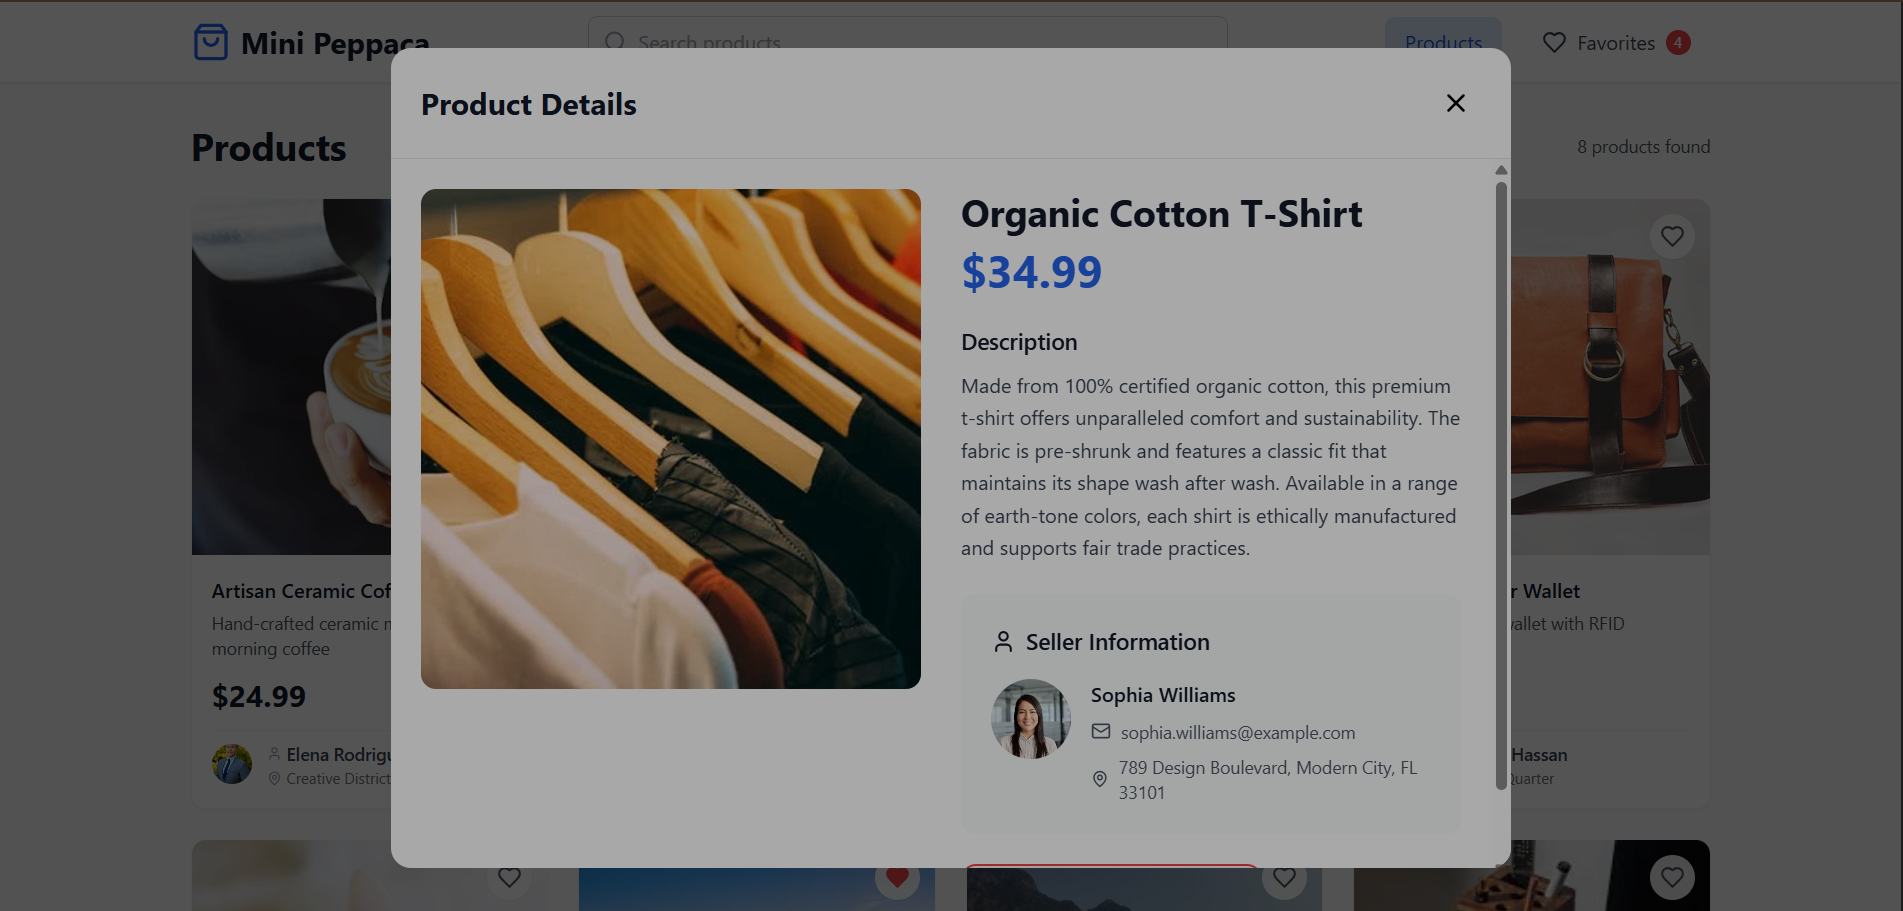 Mini Peppaca
Search products
Products
Favorites 4
Product Details
Products
8 products found
Organic Cotton T-Shirt
$34.99
Description
Made from 100% certified organic cotton, this premium
t-shirt offers unparalleled comfort and sustainability. The
fabric is pre-shrunk and features a classic fit that
maintains its shape wash after wash. Available in a range
of earth-tone colors, each shirt is ethically manufactured
and supports fair trade practices.
Seller Information
Sophia Williams
sophia.williams@example.com
789 Design Boulevard, Modern City, FL
33101
Artisan Ceramic Cof
Hand-crafted ceramic
morning coffee
$24.99
Elena Rodrigu
Creative District
r Wallet
wallet with RFID
Hassan
Quarter